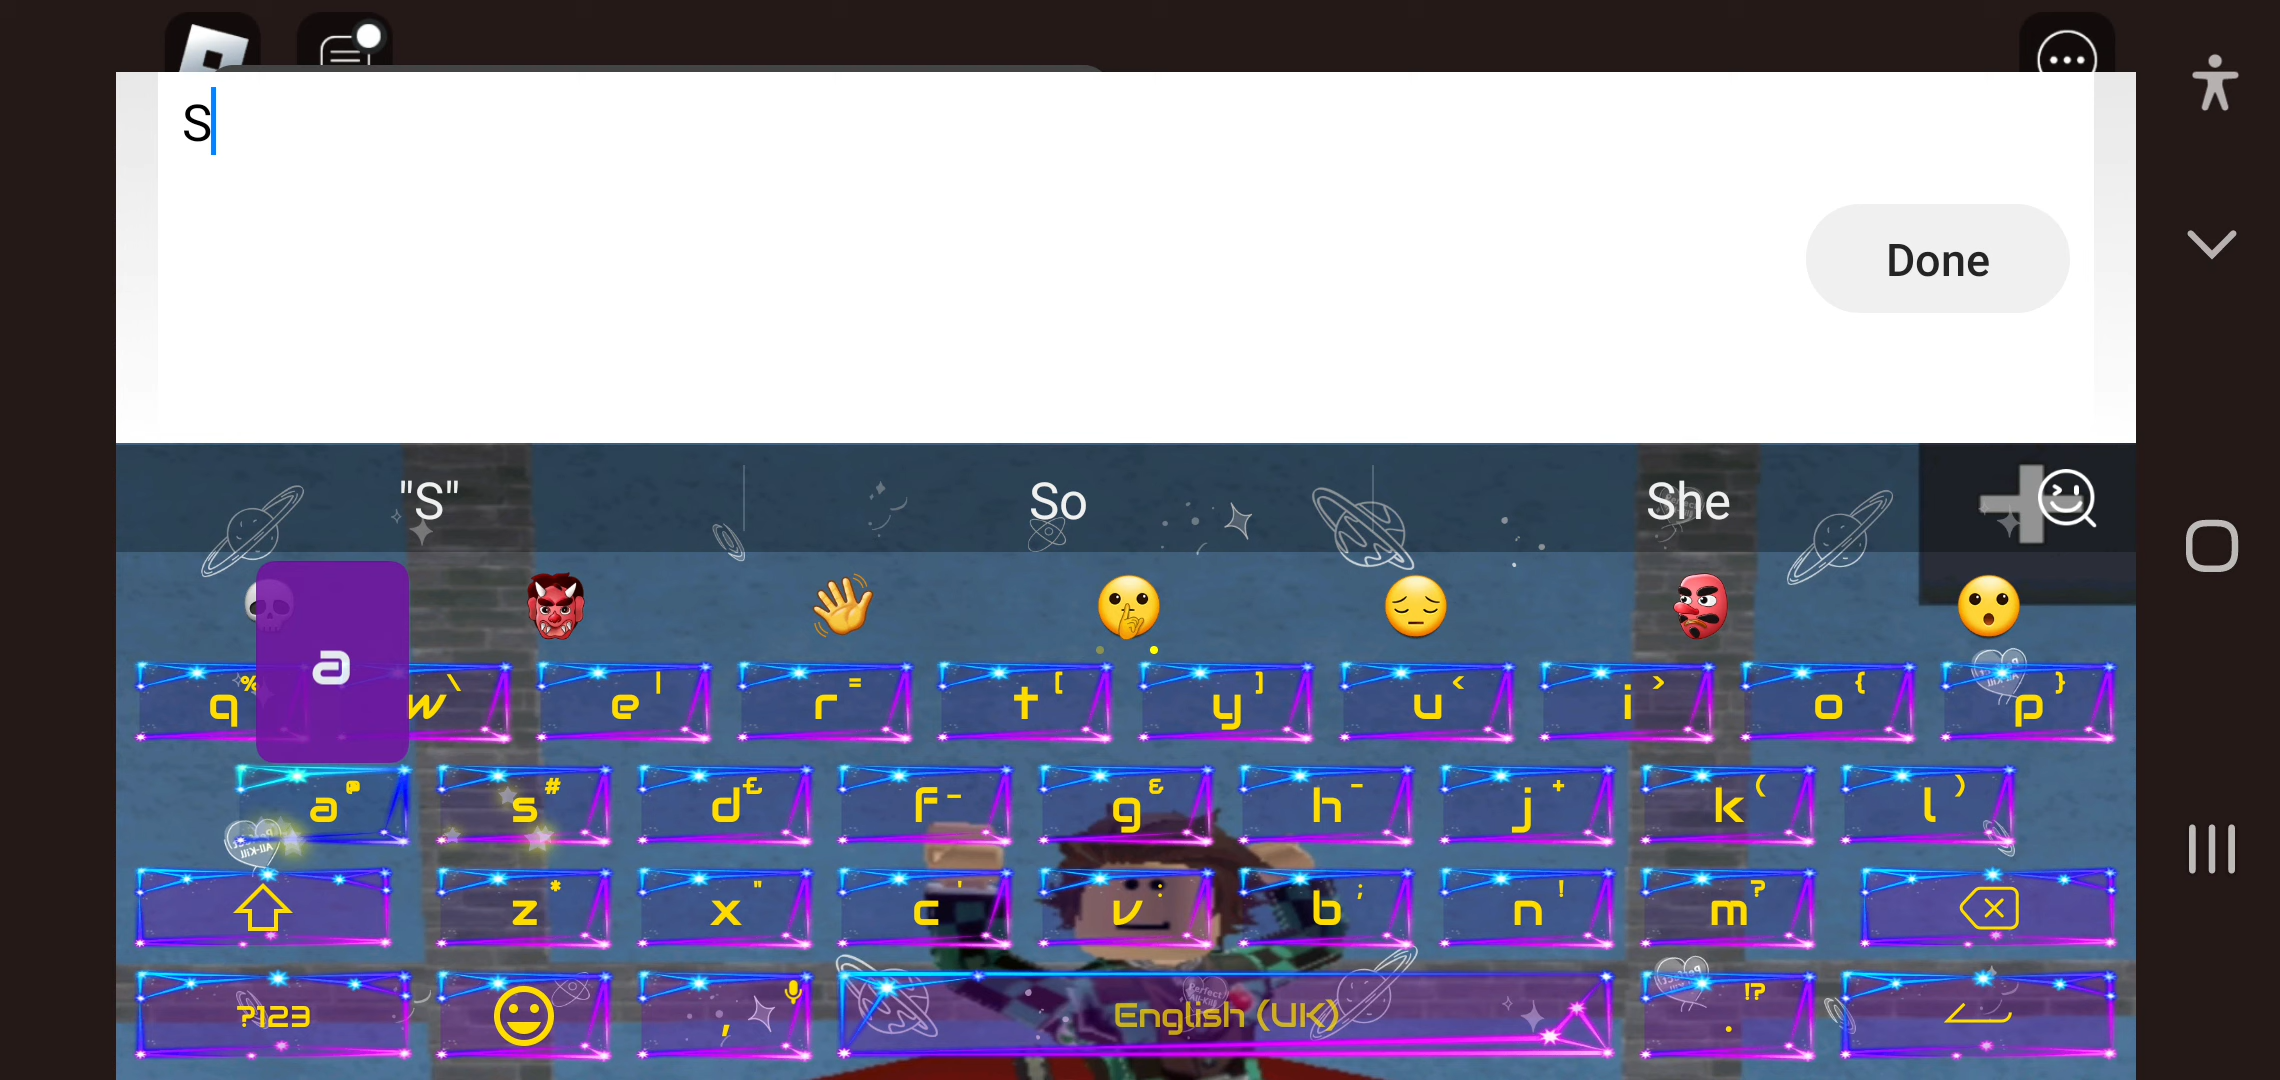 S
Done
"S"
So
She
a
q % w \ e | r = t [ y ] u < i > o { p }
a @ s # d £ f - g & h - j + k ( l )
z * x " c ' v : b ; n ! m ?
?123 , English (UK) . !?